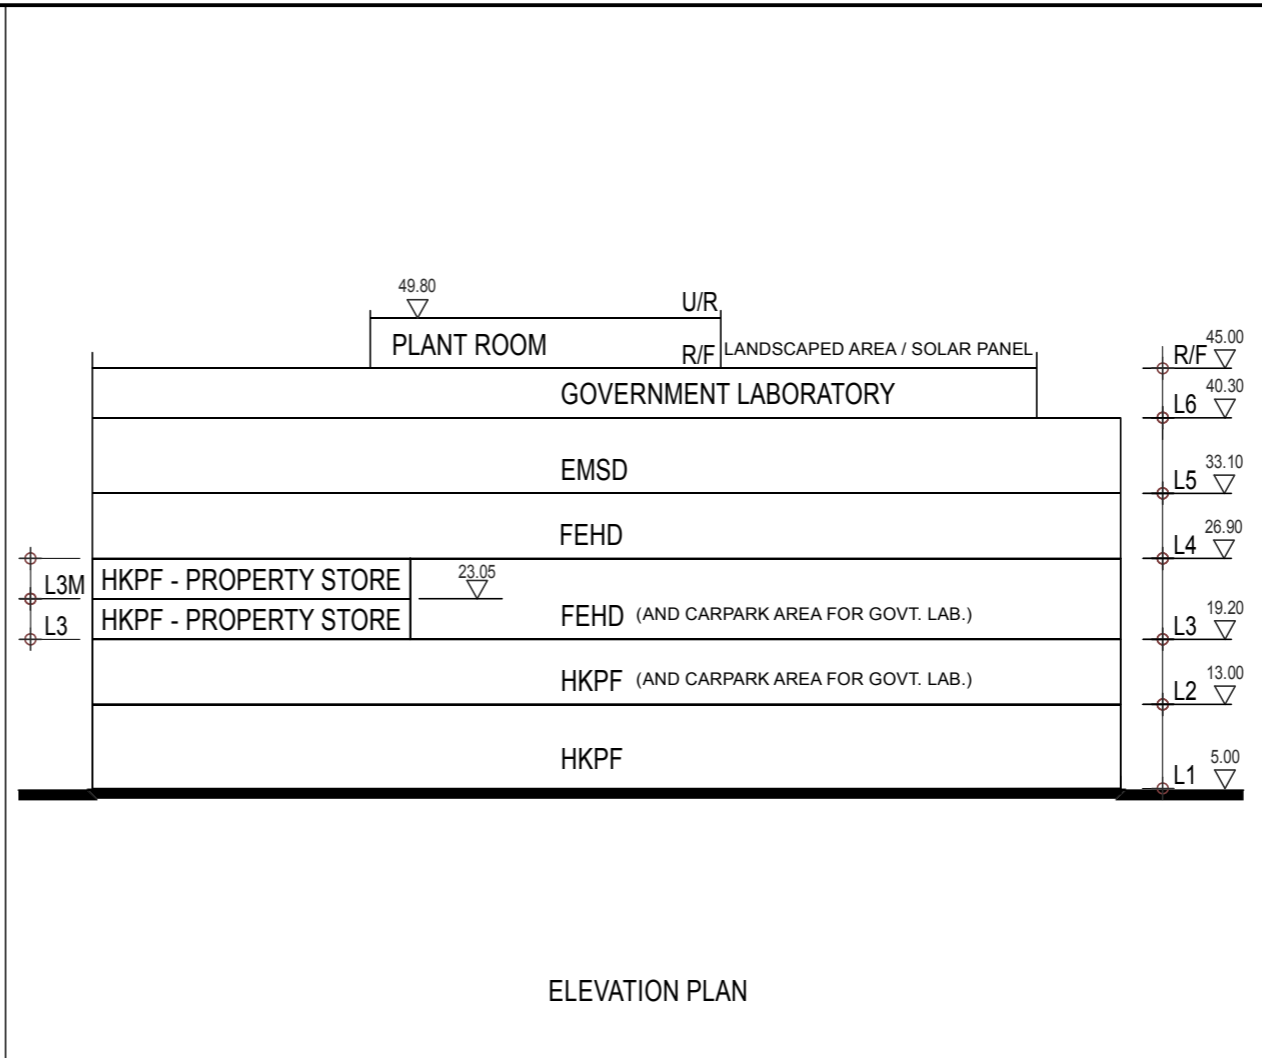 49.80
U/R
PLANT ROOM
R/F
LANDSCAPED AREA / SOLAR PANEL
R/F 45.00
GOVERNMENT LABORATORY
L6 40.30
EMSD
L5 33.10
FEHD
L4 26.90
L3M
HKPF - PROPERTY STORE
23.05
L3
HKPF - PROPERTY STORE
FEHD (AND CARPARK AREA FOR GOVT. LAB.)
L3 19.20
HKPF (AND CARPARK AREA FOR GOVT. LAB.)
L2 13.00
HKPF
L1 5.00
ELEVATION PLAN